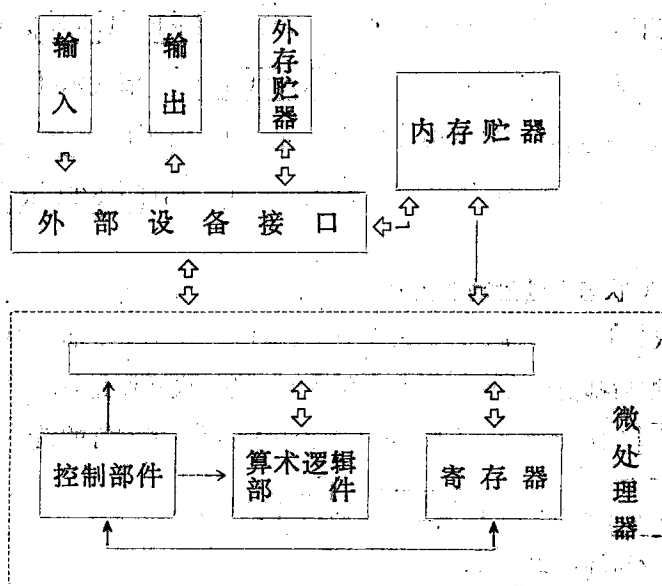 输入
输出
外存贮器
内存贮器
外部设备接口
控制部件
算术逻辑
部件
寄存器
微处理器